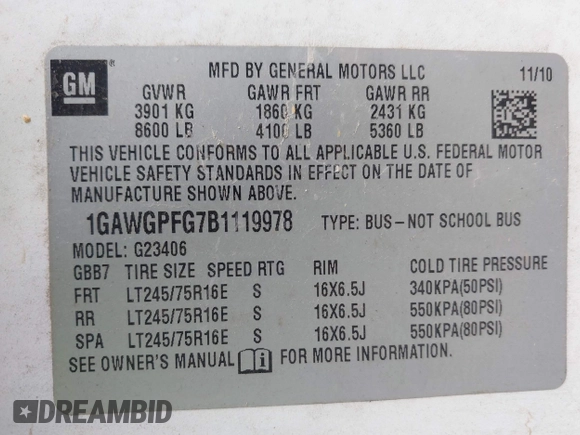 GM
MFD BY GENERAL MOTORS LLC 11/10
GVWR GAWR FRT GAWR RR
3901 KG 1860 KG 2431 KG
8600 LB 4100 LB 5360 LB
THIS VEHICLE CONFORMS TO ALL APPLICABLE U.S. FEDERAL MOTOR
VEHICLE SAFETY STANDARDS IN EFFECT ON THE DATE OF
MANUFACTURE SHOWN ABOVE.
1GAWGPFG7B1119978 TYPE: BUS-NOT SCHOOL BUS
MODEL: G23406
GBB7 TIRE SIZE SPEED RTG RIM COLD TIRE PRESSURE
FRT LT245/75R16E S 16X6.5J 340KPA(50PSI)
RR LT245/75R16E S 16X6.5J 550KPA(80PSI)
SPA LT245/75R16E S 16X6.5J 550KPA(80PSI)
SEE OWNER'S MANUAL i FOR MORE INFORMATION.
DREAMBID